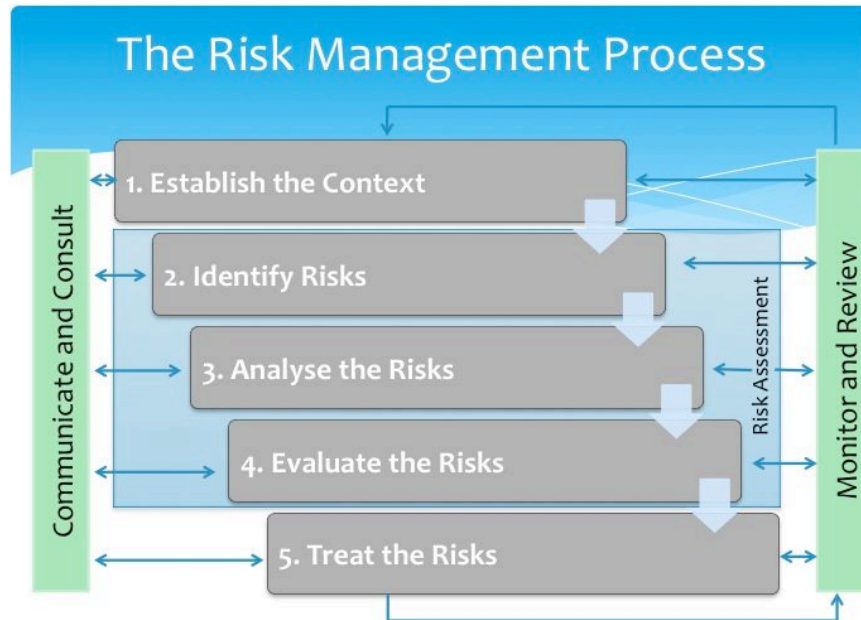 The Risk Management Process
Communicate and Consult
1. Establish the Context
2. Identify Risks
3. Analyse the Risks
4. Evaluate the Risks
5. Treat the Risks
Risk Assessment
Monitor and Review